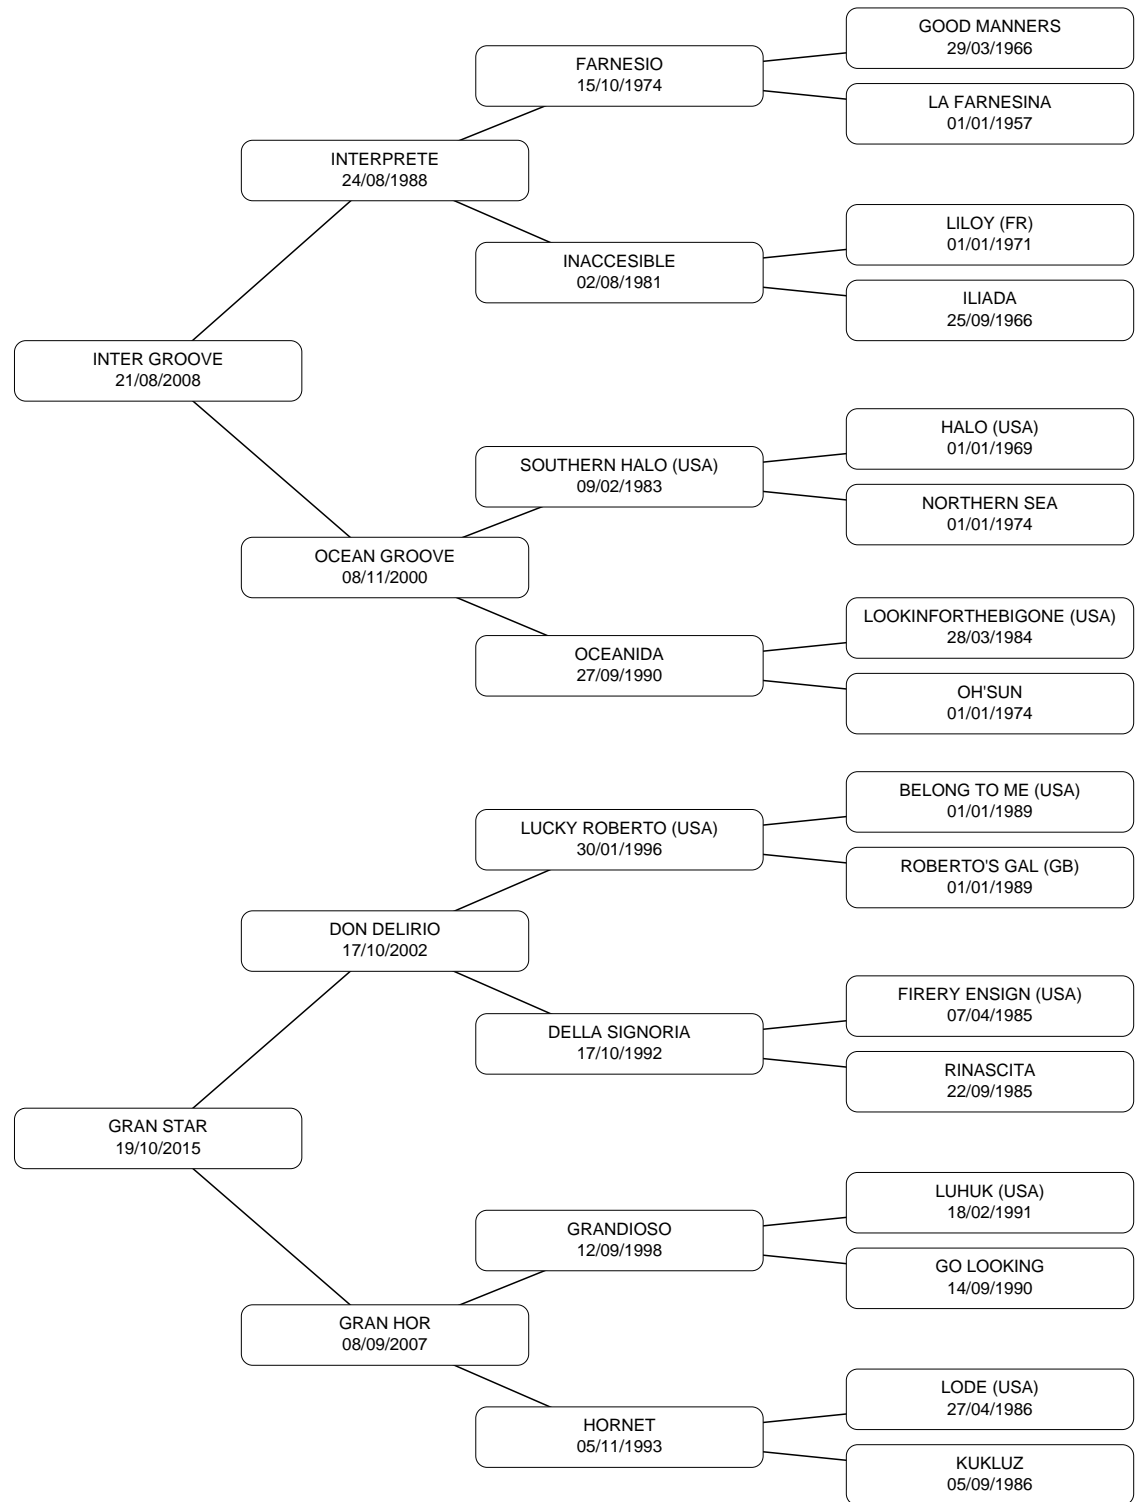 GOOD MANNERS
29/03/1966
FARNESIO
15/10/1974
LA FARNESINA
01/01/1957
INTERPRETE
24/08/1988
LILOY (FR)
01/01/1971
INACCESIBLE
02/08/1981
ILIADA
25/09/1966
INTER GROOVE
21/08/2008
HALO (USA)
01/01/1969
SOUTHERN HALO (USA)
09/02/1983
NORTHERN SEA
01/01/1974
OCEAN GROOVE
08/11/2000
LOOKINFORTHEBIGONE (USA)
28/03/1984
OCEANIDA
27/09/1990
OH'SUN
01/01/1974
BELONG TO ME (USA)
01/01/1989
LUCKY ROBERTO (USA)
30/01/1996
ROBERTO'S GAL (GB)
01/01/1989
DON DELIRIO
17/10/2002
FIRERY ENSIGN (USA)
07/04/1985
DELLA SIGNORIA
17/10/1992
RINASCITA
22/09/1985
GRAN STAR
19/10/2015
LUHUK (USA)
18/02/1991
GRANDIOSO
12/09/1998
GO LOOKING
14/09/1990
GRAN HOR
08/09/2007
LODE (USA)
27/04/1986
HORNET
05/11/1993
KUKLUZ
05/09/1986